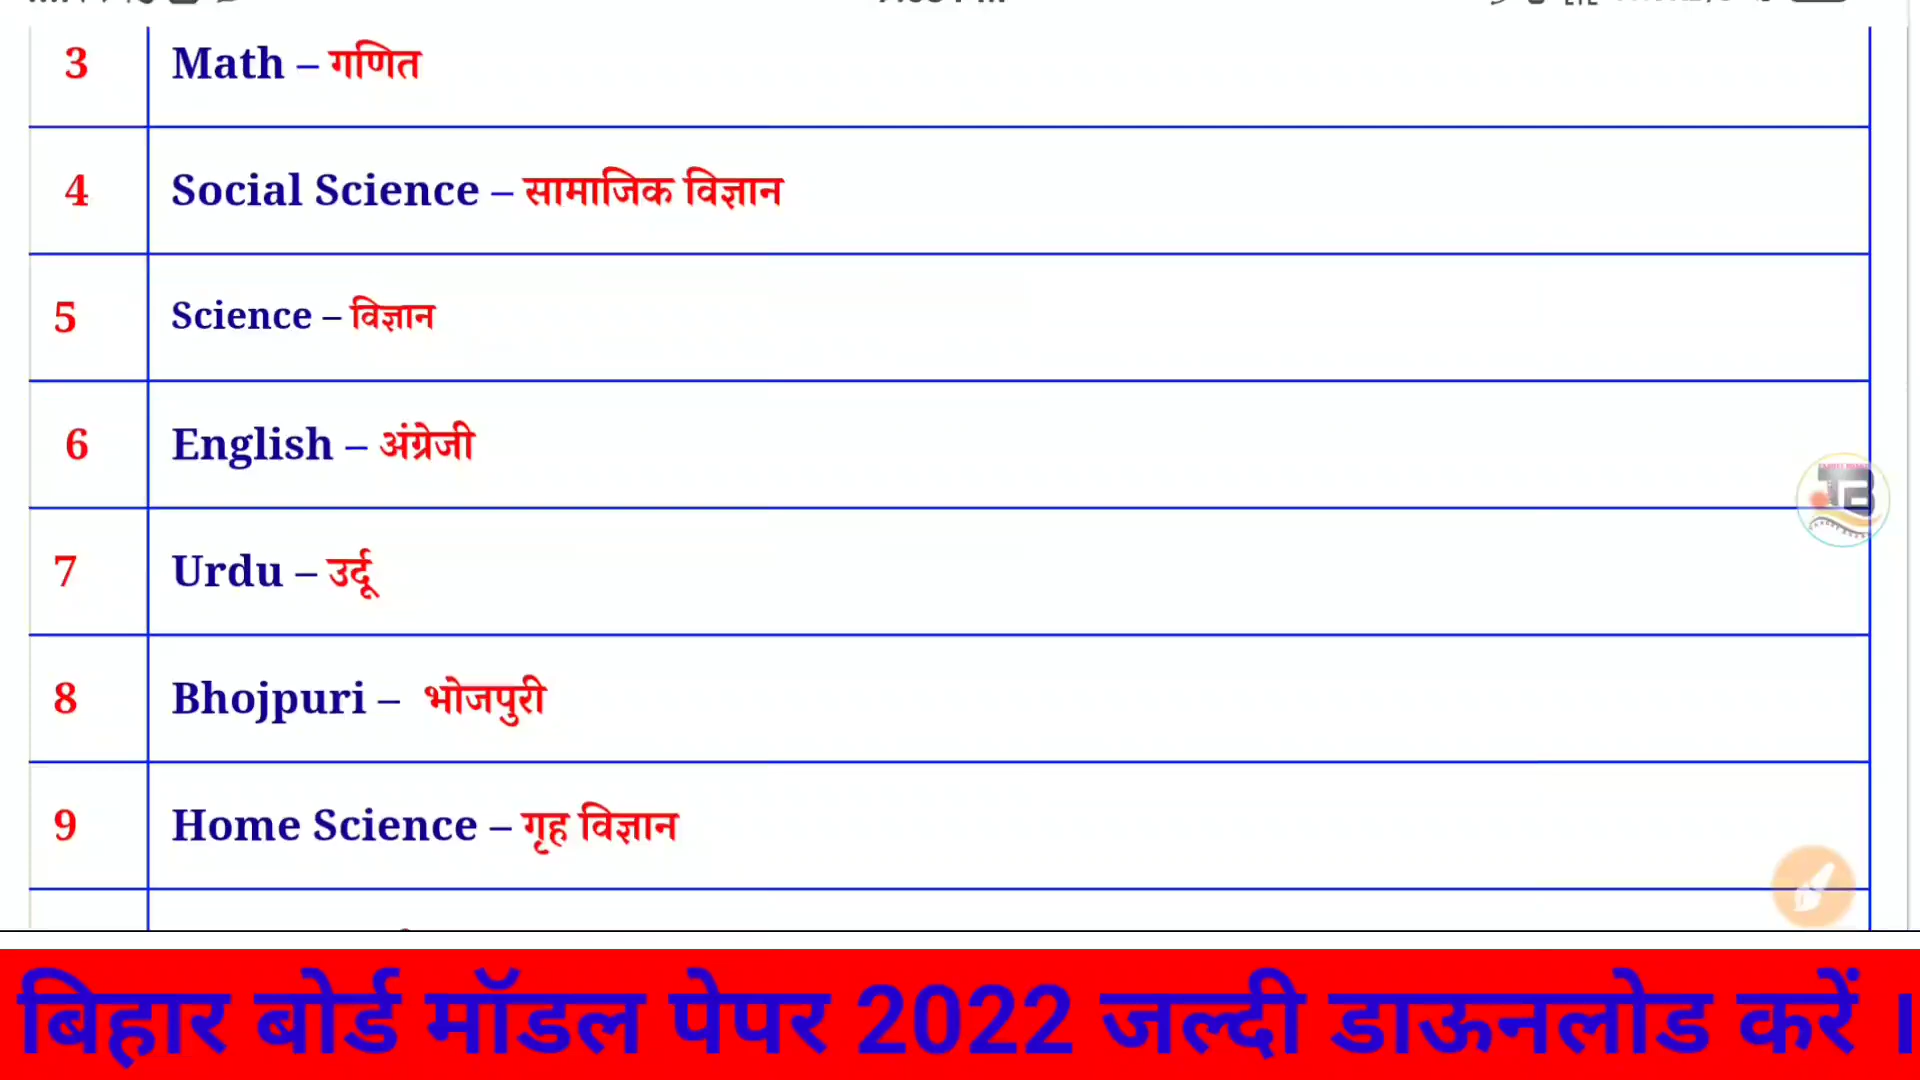 3 Math – गणित
4 Social Science – सामाजिक विज्ञान
5 Science – विज्ञान
6 English – अंग्रेजी
7 Urdu – उर्दू
8 Bhojpuri – भोजपुरी
9 Home Science – गृह विज्ञान
बिहार बोर्ड मॉडल पेपर 2022 जल्दी डाऊनलोड करें ।